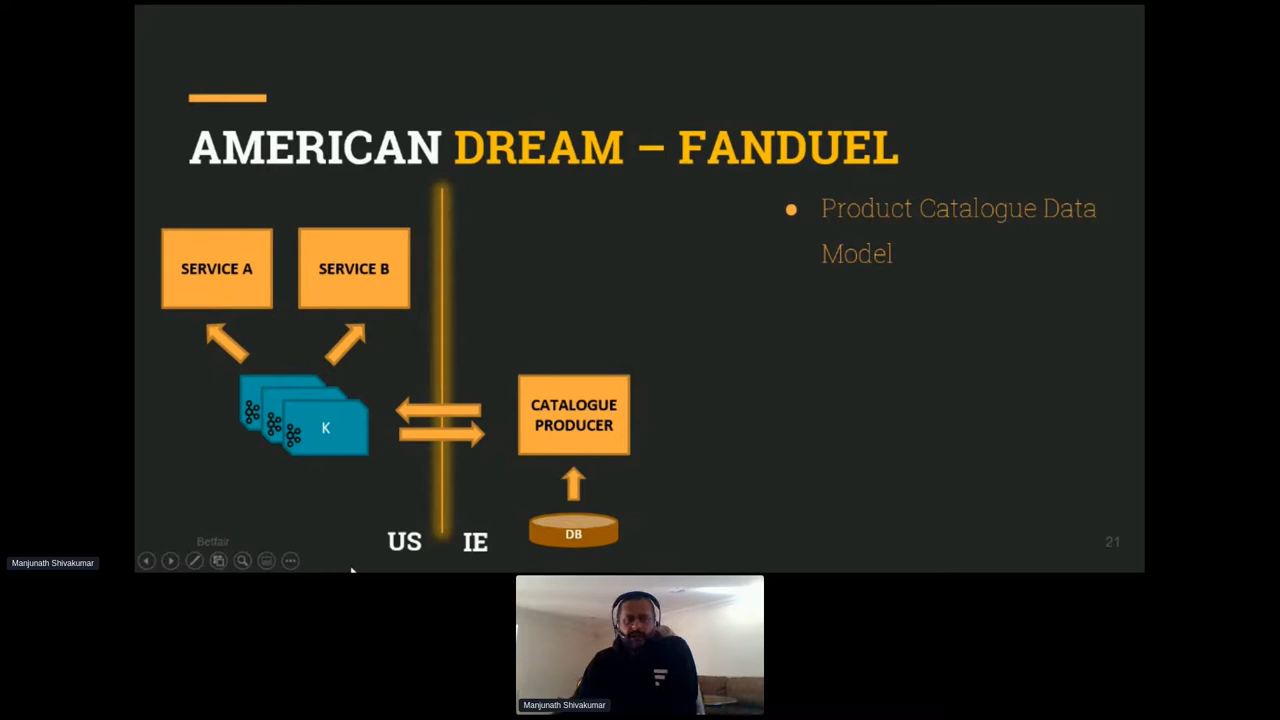 AMERICAN DREAM – FANDUEL
Product Catalogue Data
Model
SERVICE A
SERVICE B
K
CATALOGUE
PRODUCER
DB
US
IE
Betfair
21
Manjunath Shivakumar
Manjunath Shivakumar